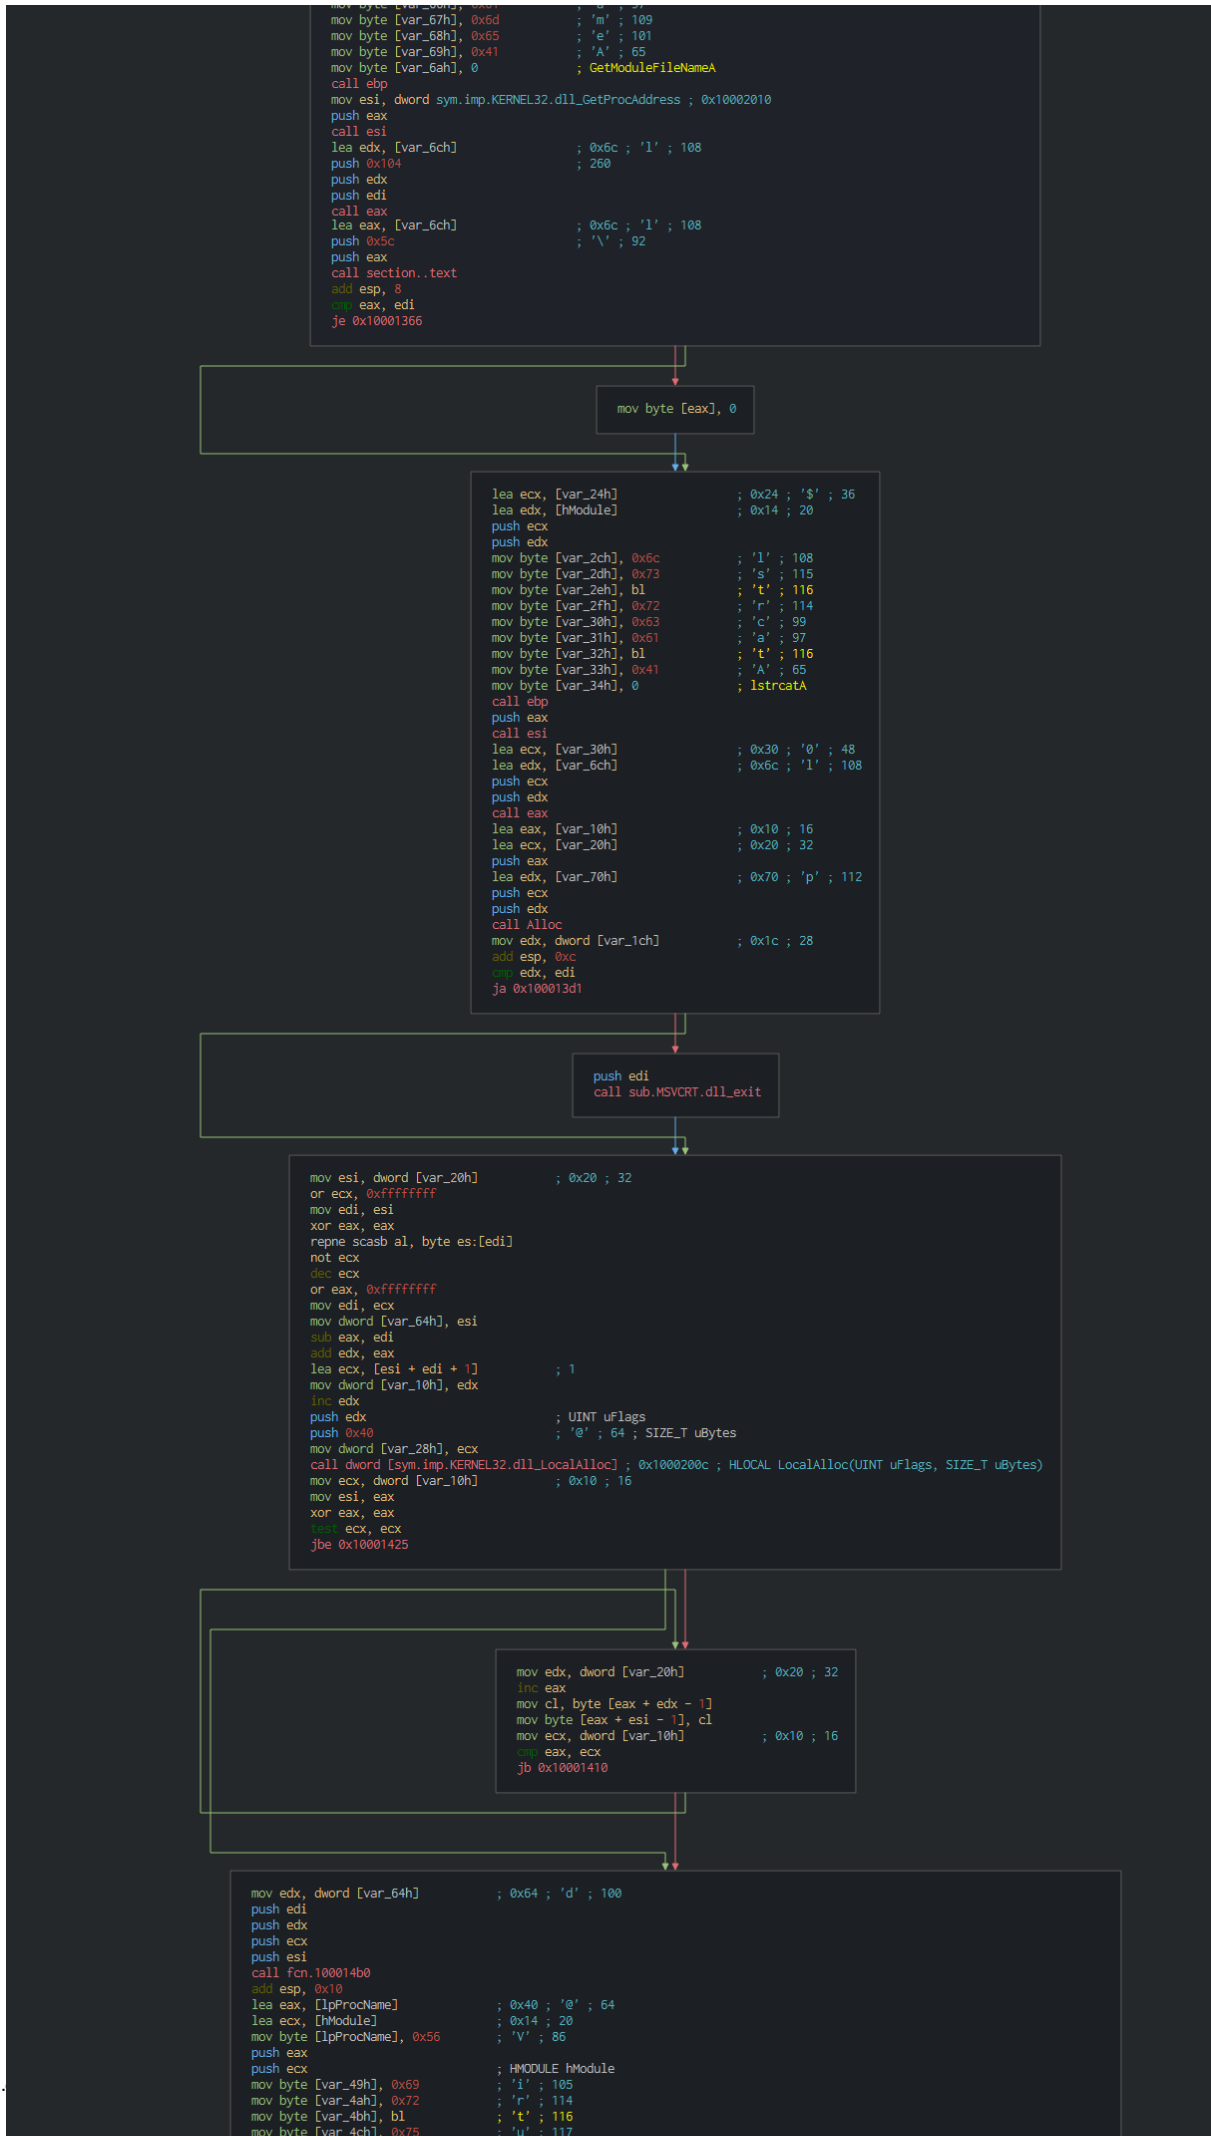 mov byte [var_66h], 0x61 ; 'a' ; 97
mov byte [var_67h], 0x6d ; 'm' ; 109
mov byte [var_68h], 0x65 ; 'e' ; 101
mov byte [var_69h], 0x41 ; 'A' ; 65
mov byte [var_6ah], 0 ; GetModuleFileNameA
call ebp
mov esi, dword sym.imp.KERNEL32.dll_GetProcAddress ; 0x10002010
push eax
call esi
lea edx, [var_6ch] ; 0x6c ; 'l' ; 108
push 0x104 ; 260
push edx
push edi
call eax
lea eax, [var_6ch] ; 0x6c ; 'l' ; 108
push 0x5c ; '\' ; 92
push eax
call section..text
add esp, 8
cmp eax, edi
je 0x10001366
mov byte [eax], 0
lea ecx, [var_24h] ; 0x24 ; '$' ; 36
lea edx, [hModule] ; 0x14 ; 20
push ecx
push edx
mov byte [var_2ch], 0x6c ; 'l' ; 108
mov byte [var_2dh], 0x73 ; 's' ; 115
mov byte [var_2eh], bl ; 't' ; 116
mov byte [var_2fh], 0x72 ; 'r' ; 114
mov byte [var_30h], 0x63 ; 'c' ; 99
mov byte [var_31h], 0x61 ; 'a' ; 97
mov byte [var_32h], bl ; 't' ; 116
mov byte [var_33h], 0x41 ; 'A' ; 65
mov byte [var_34h], 0 ; lstrcatA
call ebp
push eax
call esi
lea ecx, [var_30h] ; 0x30 ; '0' ; 48
lea edx, [var_6ch] ; 0x6c ; 'l' ; 108
push ecx
push edx
call eax
lea eax, [var_10h] ; 0x10 ; 16
lea ecx, [var_20h] ; 0x20 ; 32
push eax
lea edx, [var_70h] ; 0x70 ; 'p' ; 112
push ecx
push edx
call Alloc
mov edx, dword [var_1ch] ; 0x1c ; 28
add esp, 0xc
cmp edx, edi
ja 0x100013d1
push edi
call sub.MSVCRT.dll_exit
mov esi, dword [var_20h] ; 0x20 ; 32
or ecx, 0xffffffff
mov edi, esi
xor eax, eax
repne scasb al, byte es:[edi]
not ecx
dec ecx
or eax, 0xffffffff
mov edi, ecx
mov dword [var_64h], esi
sub eax, edi
add edx, eax
lea ecx, [esi + edi + 1] ; 1
mov dword [var_10h], edx
inc edx
push edx ; UINT uFlags
push 0x40 ; '@' ; 64 ; SIZE_T uBytes
mov dword [var_28h], ecx
call dword [sym.imp.KERNEL32.dll_LocalAlloc] ; 0x1000200c ; HLOCAL LocalAlloc(UINT uFlags, SIZE_T uBytes)
mov ecx, dword [var_10h] ; 0x10 ; 16
mov esi, eax
xor eax, eax
test ecx, ecx
jbe 0x10001425
mov edx, dword [var_20h] ; 0x20 ; 32
inc eax
mov cl, byte [eax + edx - 1]
mov byte [eax + esi - 1], cl
mov ecx, dword [var_10h] ; 0x10 ; 16
cmp eax, ecx
jb 0x10001410
mov edx, dword [var_64h] ; 0x64 ; 'd' ; 100
push edi
push edx
push ecx
push esi
call fcn.100014b0
add esp, 0x10
lea eax, [lpProcName] ; 0x40 ; '@' ; 64
lea ecx, [hModule] ; 0x14 ; 20
mov byte [lpProcName], 0x56 ; 'V' ; 86
push eax
push ecx ; HMODULE hModule
mov byte [var_49h], 0x69 ; 'i' ; 105
mov byte [var_4ah], 0x72 ; 'r' ; 114
mov byte [var_4bh], bl ; 't' ; 116
mov byte [var_4ch], 0x75 ; 'u' ; 117